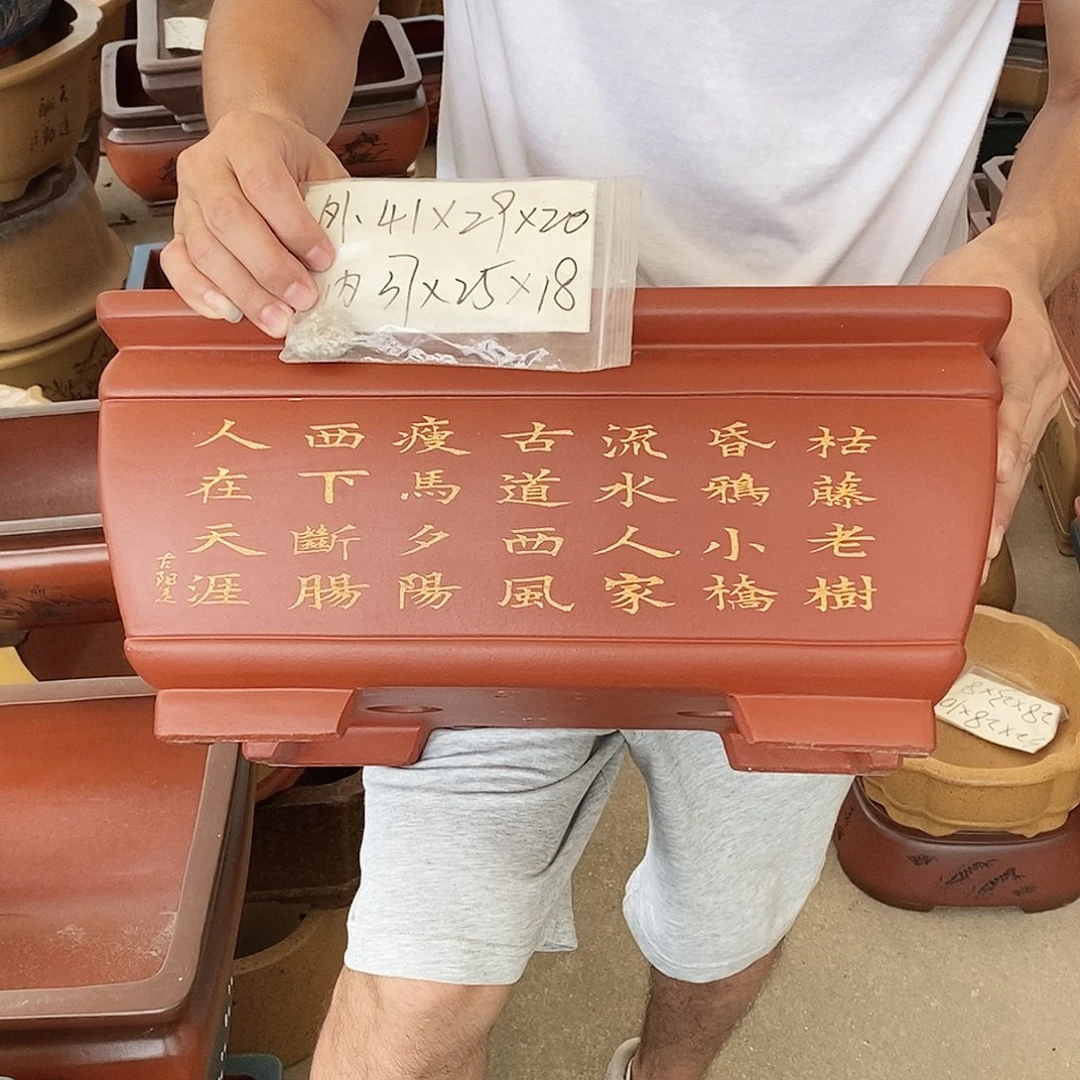 外 41×29×20
内 37×25×18
枯藤老樹
昏鴉小橋
流水人家
古道西風
瘦馬夕陽
西下斷腸
人在天涯